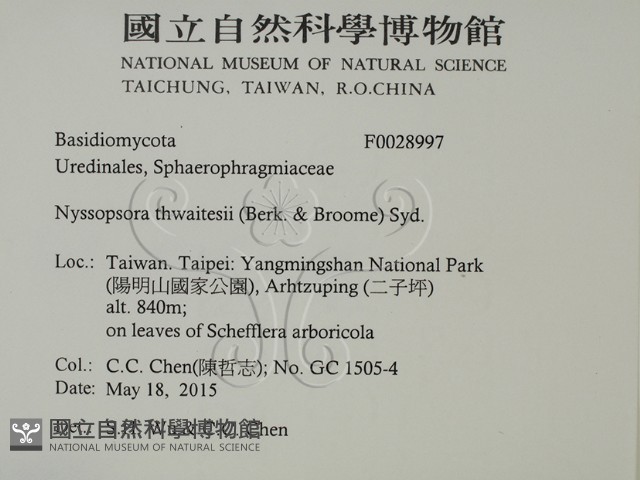 國立自然科學博物館
NATIONAL MUSEUM OF NATURAL SCIENCE
TAICHUNG, TAIWAN, R.O.CHINA
Basidiomycota F0028997
Uredinales, Sphaerophragmiaceae
Nyssopsora thwaitesii (Berk. & Broome) Syd.
Loc.: Taiwan. Taipei: Yangmingshan National Park
(陽明山國家公園), Arhtzuping (二子坪)
alt. 840m;
on leaves of Schefflera arboricola
Col.: C.C. Chen(陳哲志); No. GC 1505-4
Date: May 18, 2015
Chen
國立自然科學博物館
NATIONAL MUSEUM OF NATURAL SCIENCE